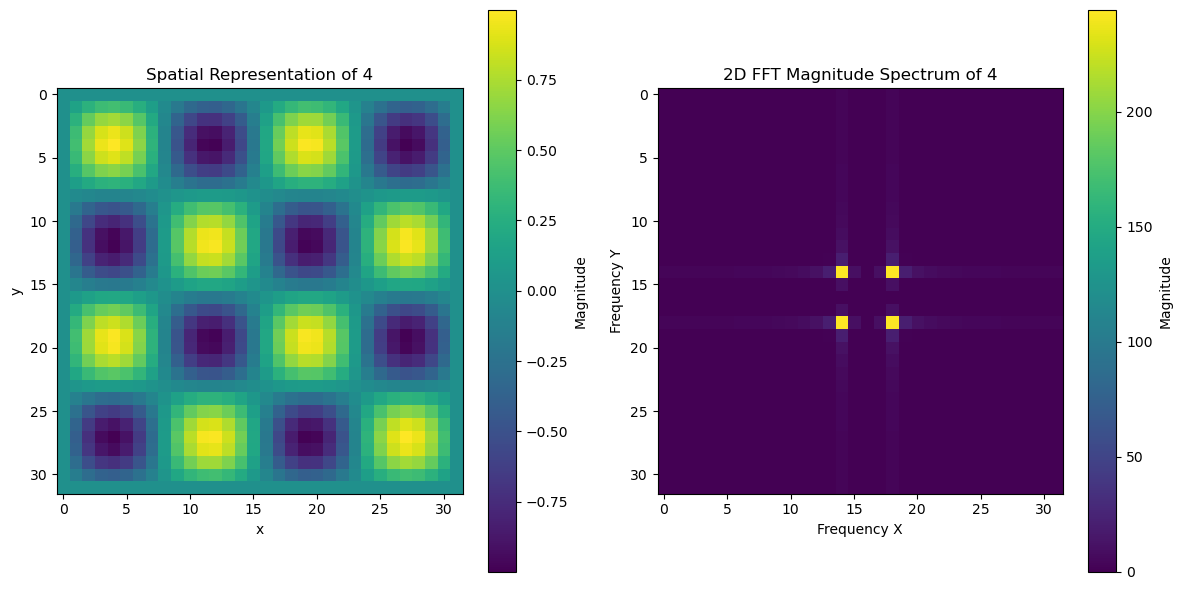 Spatial Representation of 4
0
5
10
15
20
25
30
y
0 5 10 15 20 25 30
x
0.75
0.50
0.25
0.00
−0.25
−0.50
−0.75
Magnitude
2D FFT Magnitude Spectrum of 4
0
5
10
15
20
25
30
Frequency Y
0 5 10 15 20 25 30
Frequency X
200
150
100
50
0
Magnitude